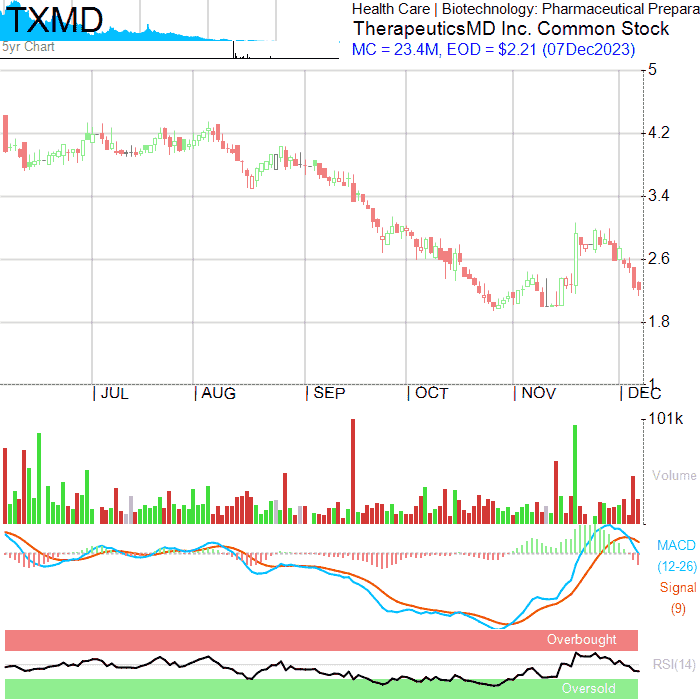 TXMD
5yr Chart
Health Care | Biotechnology: Pharmaceutical Prepara
TherapeuticsMD Inc. Common Stock
MC = 23.4M, EOD = $2.21 (07Dec2023)
5
4.2
3.4
2.6
1.8
1
JUL AUG SEP OCT NOV DEC
101k
Volume
MACD
(12-26)
Signal
(9)
Overbought
RSI(14)
Oversold